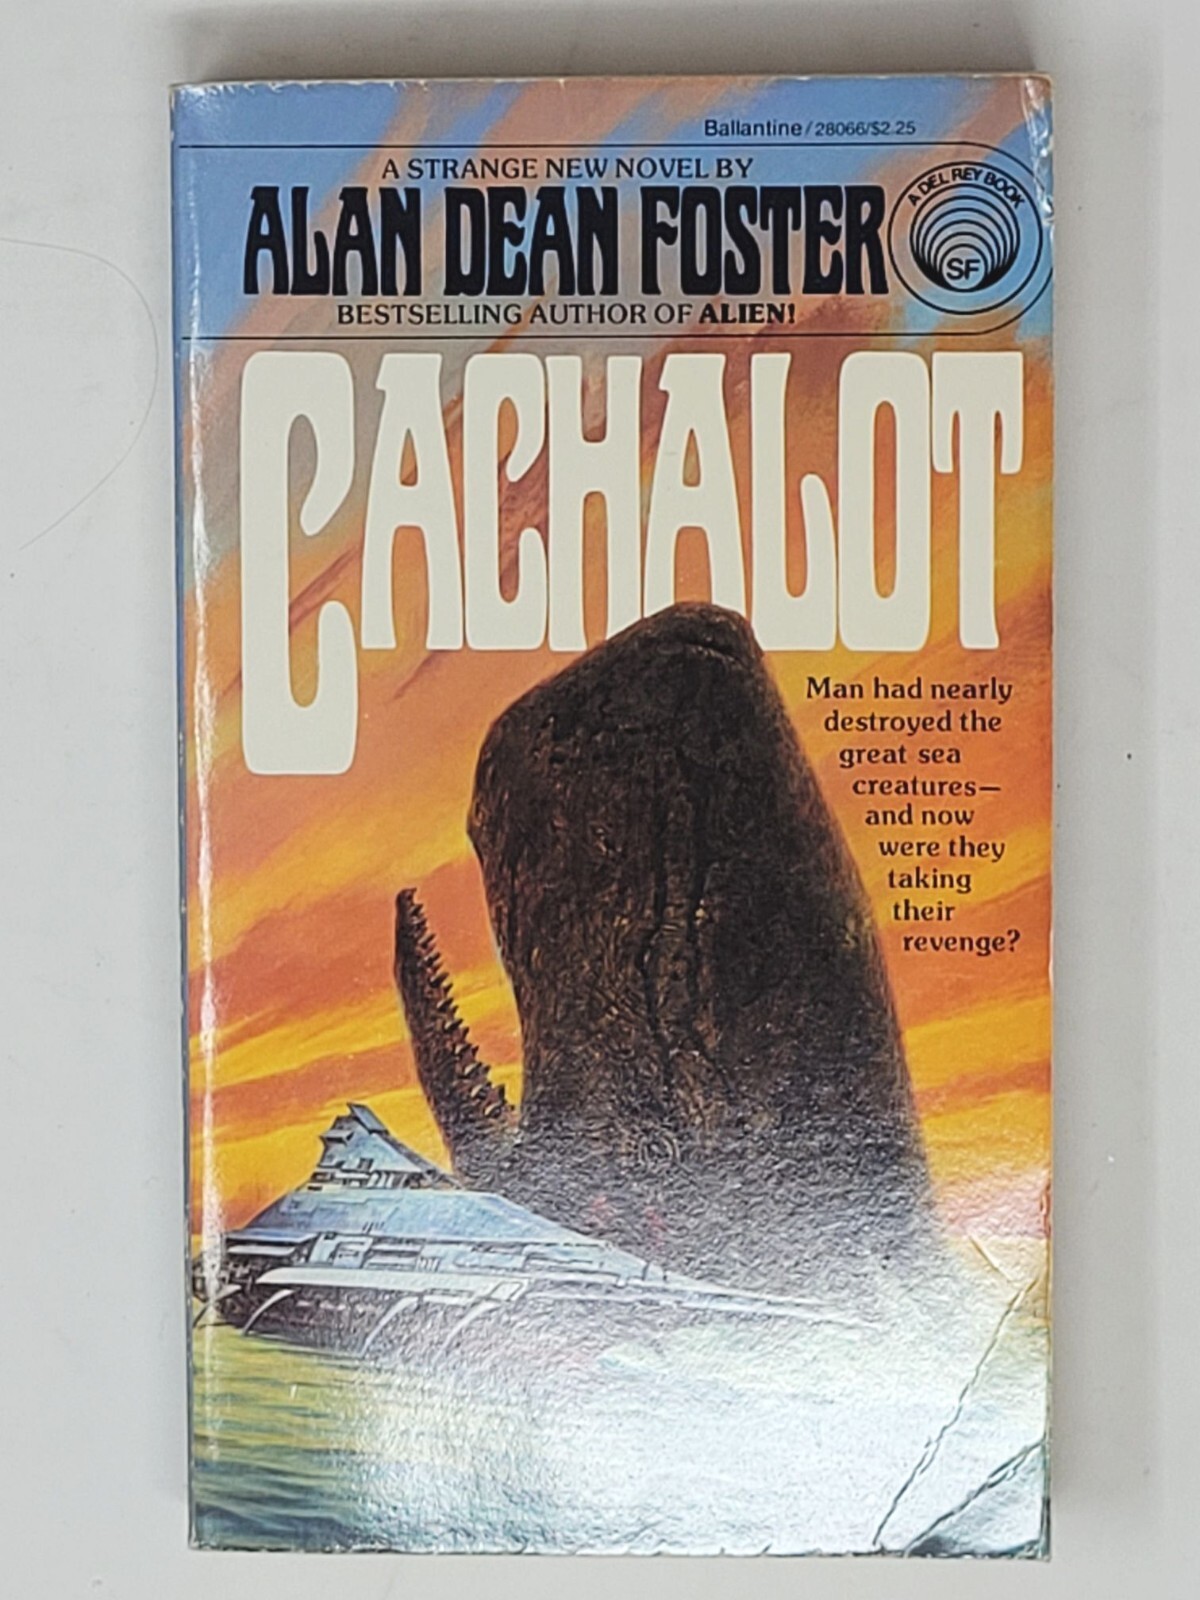 Ballantine/28066/$2.25
A STRANGE NEW NOVEL BY
ALAN DEAN FOSTER
BESTSELLING AUTHOR OF ALIEN!
A DEL REY BOOK
SF
CACHALOT
Man had nearly
destroyed the
great sea
creatures—
and now
were they
taking
their
revenge?